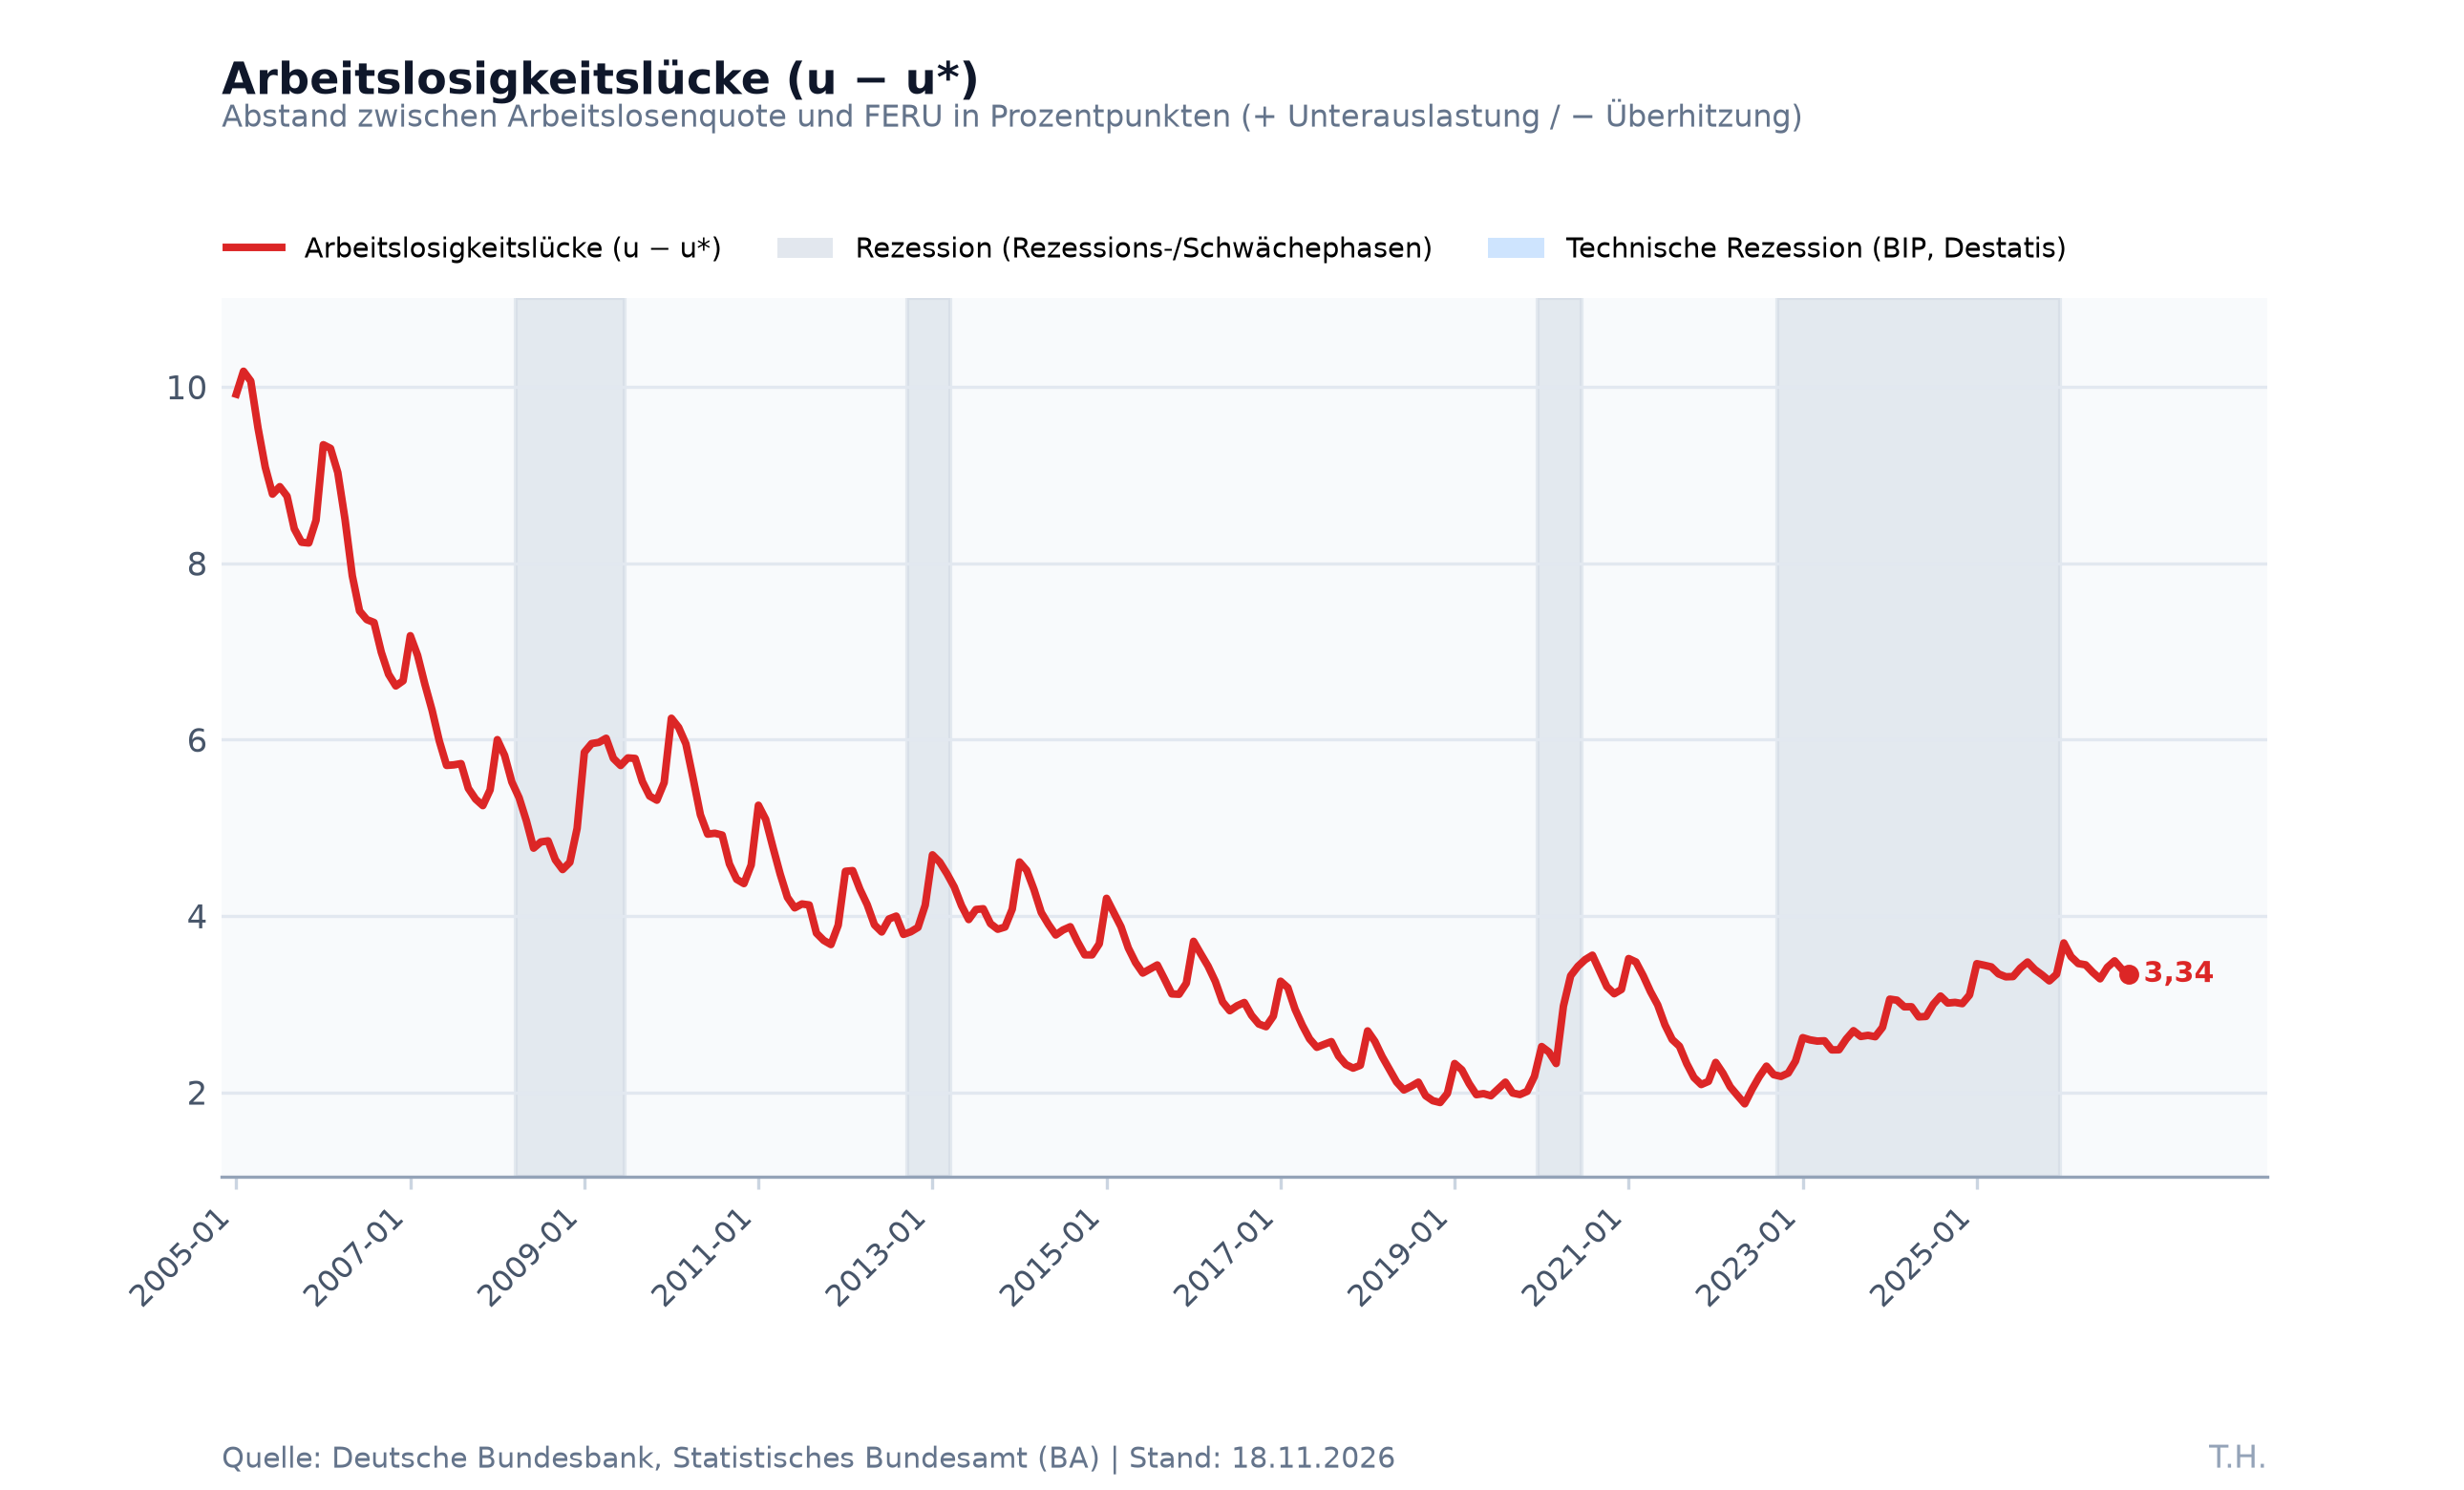 Arbeitslosigkeitslücke (u − u*)
Abstand zwischen Arbeitslosenquote und FERU in Prozentpunkten (+ Unterauslastung / − Überhitzung)
Arbeitslosigkeitslücke (u − u*)
Rezession (Rezessions-/Schwächephasen)
Technische Rezession (BIP, Destatis)
10
8
6
4
2
3,34
2005-01
2007-01
2009-01
2011-01
2013-01
2015-01
2017-01
2019-01
2021-01
2023-01
2025-01
Quelle: Deutsche Bundesbank, Statistisches Bundesamt (BA) | Stand: 18.11.2026
T.H.